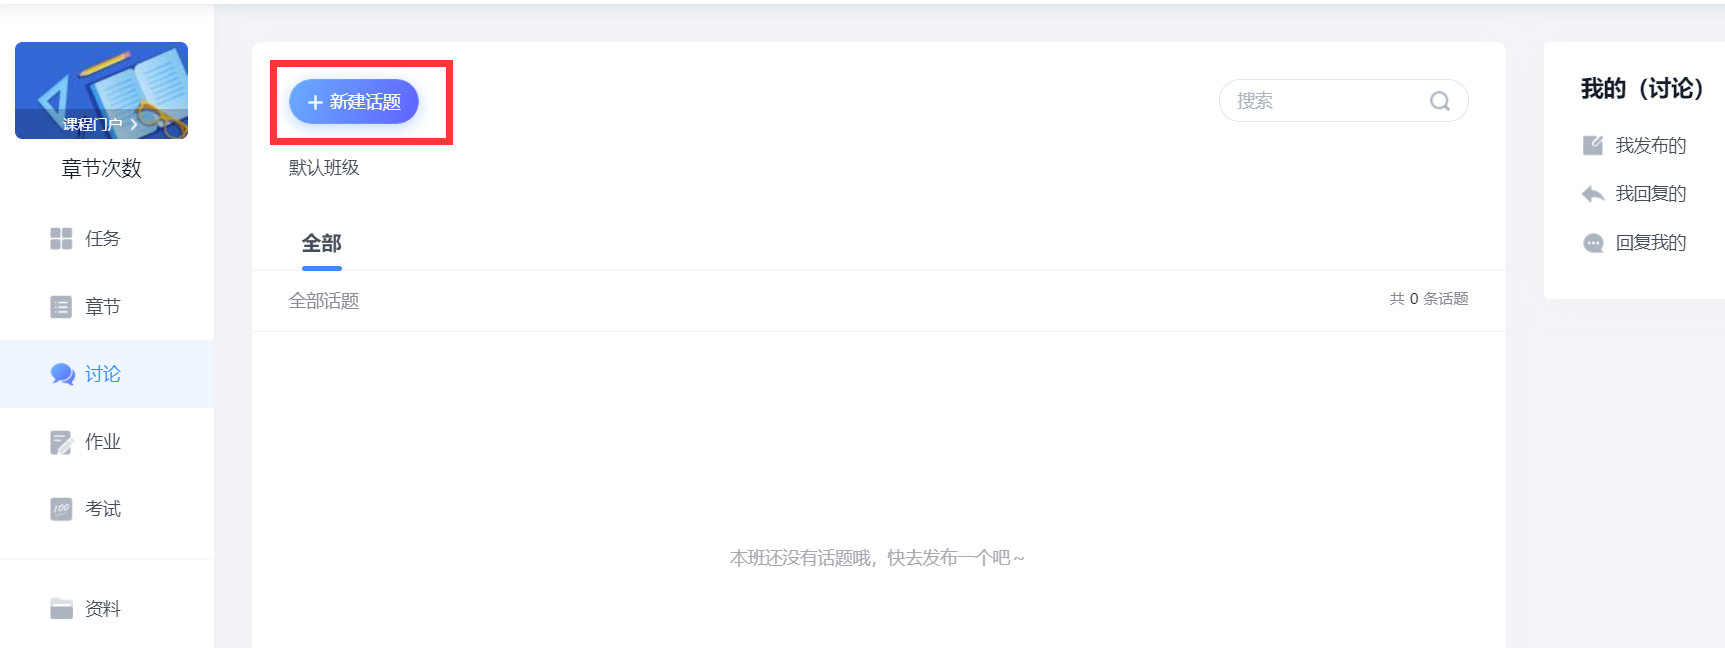 课程门户 >
章节次数
任务
章节
讨论
作业
100
考试
资料
+ 新建话题
搜索
默认班级
全部
全部话题
共 0 条话题
本班还没有话题哦，快去发布一个吧～
我的（讨论）
我发布的
我回复的
回复我的